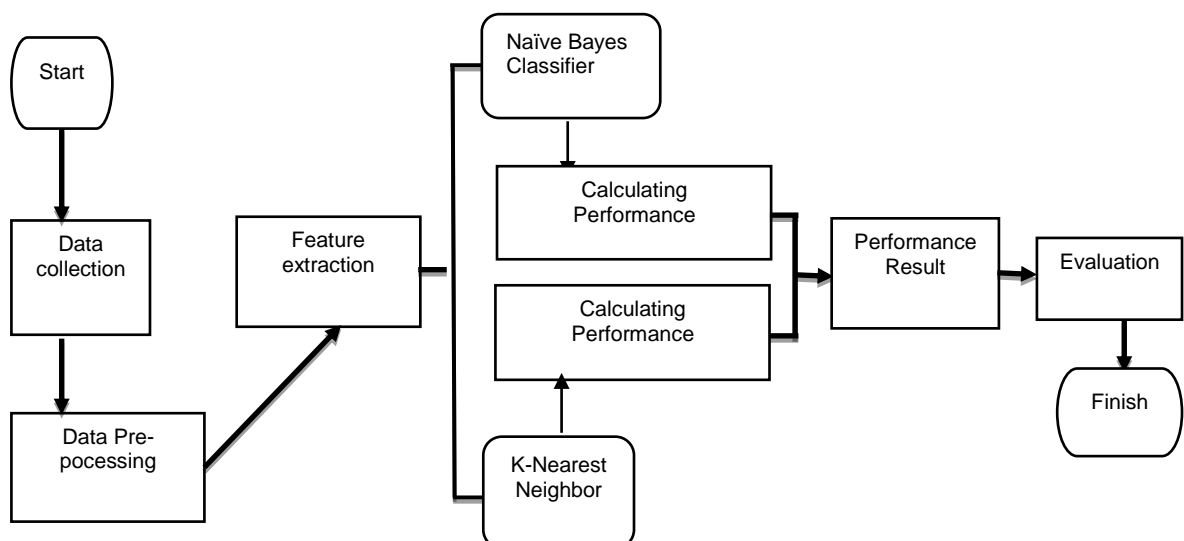 Start
Data
collection
Data Pre-
pocessing
Feature
extraction
Naïve Bayes
Classifier
Calculating
Performance
Calculating
Performance
K-Nearest
Neighbor
Performance
Result
Evaluation
Finish